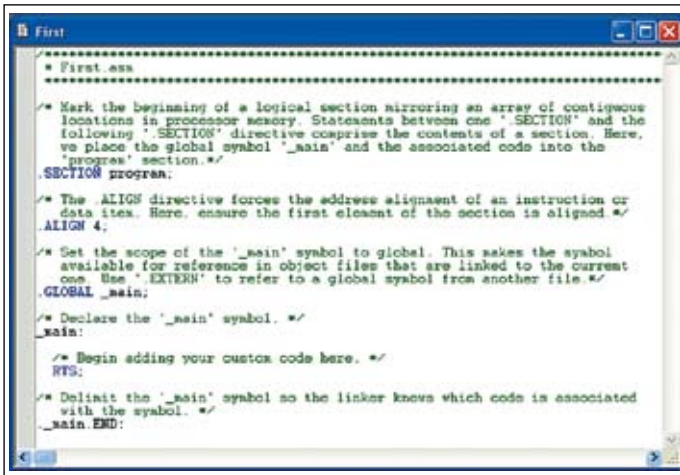 First
/***************************************************************************
* First.asm
***************************************************************************
/* Mark the beginning of a logical section mirroring an array of contiguous
locations in processor memory. Statements between one ".SECTION" and the
following ".SECTION" directive comprise the contents of a section. Here,
we place the global symbol '_main' and the associated code into the
'program' section.*/
.SECTION program;
/* The .ALIGN directive forces the address alignment of an instruction or
data item. Here, ensure the first element of the section is aligned.*/
.ALIGN 4;
/* Set the scope of the '_main' symbol to global. This makes the symbol
available for reference in object files that are linked to the current
one. Use ".EXTERN" to refer to a global symbol from another file.*/
.GLOBAL _main;
/* Declare the '_main' symbol. */
_main:
/* Begin adding your custom code here. */
RTS;
/* Delimit the '_main' symbol so the linker knows which code is associated
with the symbol. */
._main.END: